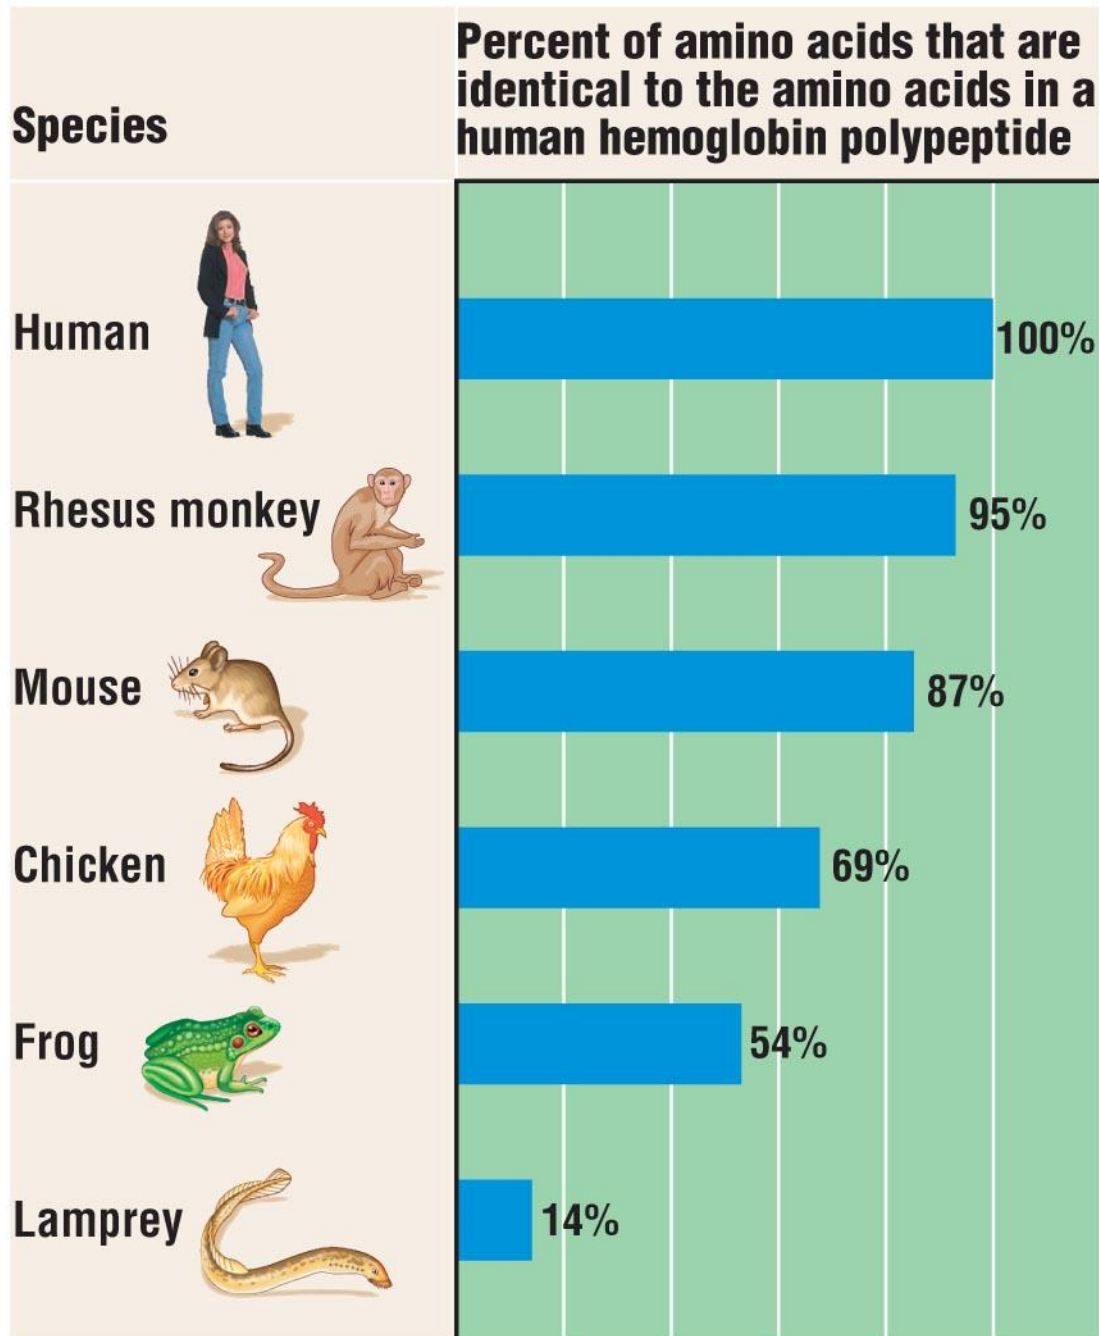 Species
Percent of amino acids that are
identical to the amino acids in a
human hemoglobin polypeptide
Human
100%
Rhesus monkey
95%
Mouse
87%
Chicken
69%
Frog
54%
Lamprey
14%